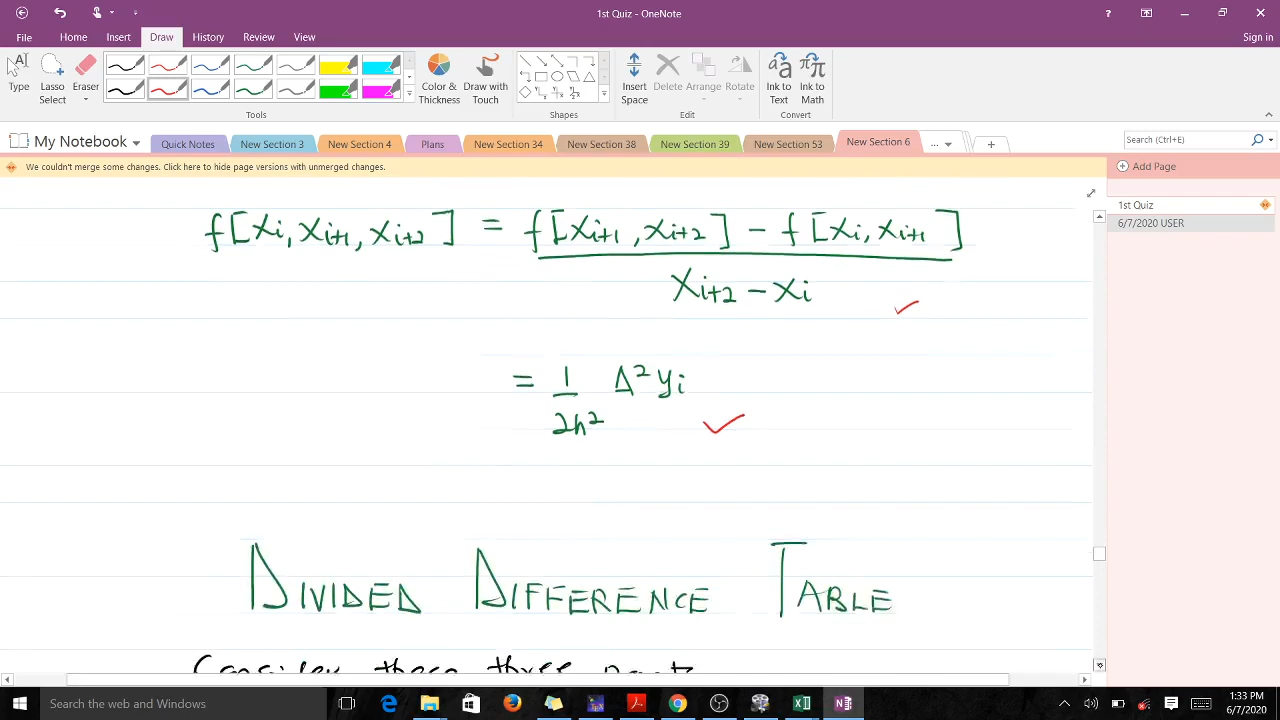 1st Quiz - OneNote
? 
File Home Insert Draw History Review View Sign in
Type Lasso Select Eraser Color & Thickness Draw with Touch Insert Space Delete Arrange Rotate Ink to Text Ink to Math
Tools Shapes Edit Convert
My Notebook Quick Notes New Section 3 New Section 4 Plans New Section 34 New Section 38 New Section 39 New Section 53 New Section 6 ... + Search (Ctrl+E)
We couldn't merge some changes. Click here to hide page versions with unmerged changes.
Add Page
1st Quiz
6/7/2020 USER
f[xi, xi+1, xi+2] = f[xi+1, xi+2] - f[xi, xi+1]
xi+2 - xi
= 1 Δ² yi
2h²
DIVIDED DIFFERENCE TABLE
Consider these three
Search the web and Windows
1:33 PM
6/7/2020